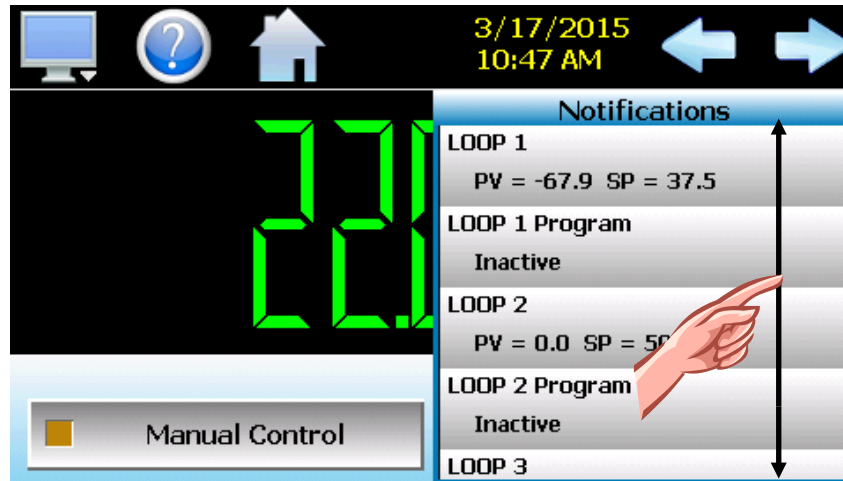 3/17/2015
10:47 AM
Notifications
LOOP 1
PV = -67.9 SP = 37.5
LOOP 1 Program
Inactive
LOOP 2
PV = 0.0 SP =
LOOP 2 Program
Inactive
LOOP 3
Manual Control